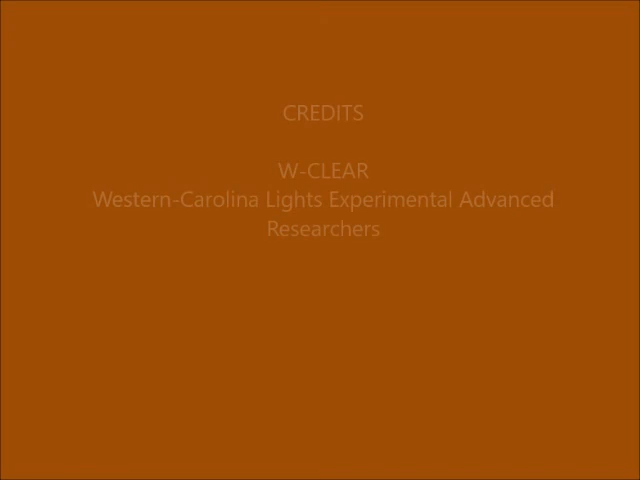 CREDITS
W-CLEAR
Western-Carolina Lights Experimental Advanced
Researchers